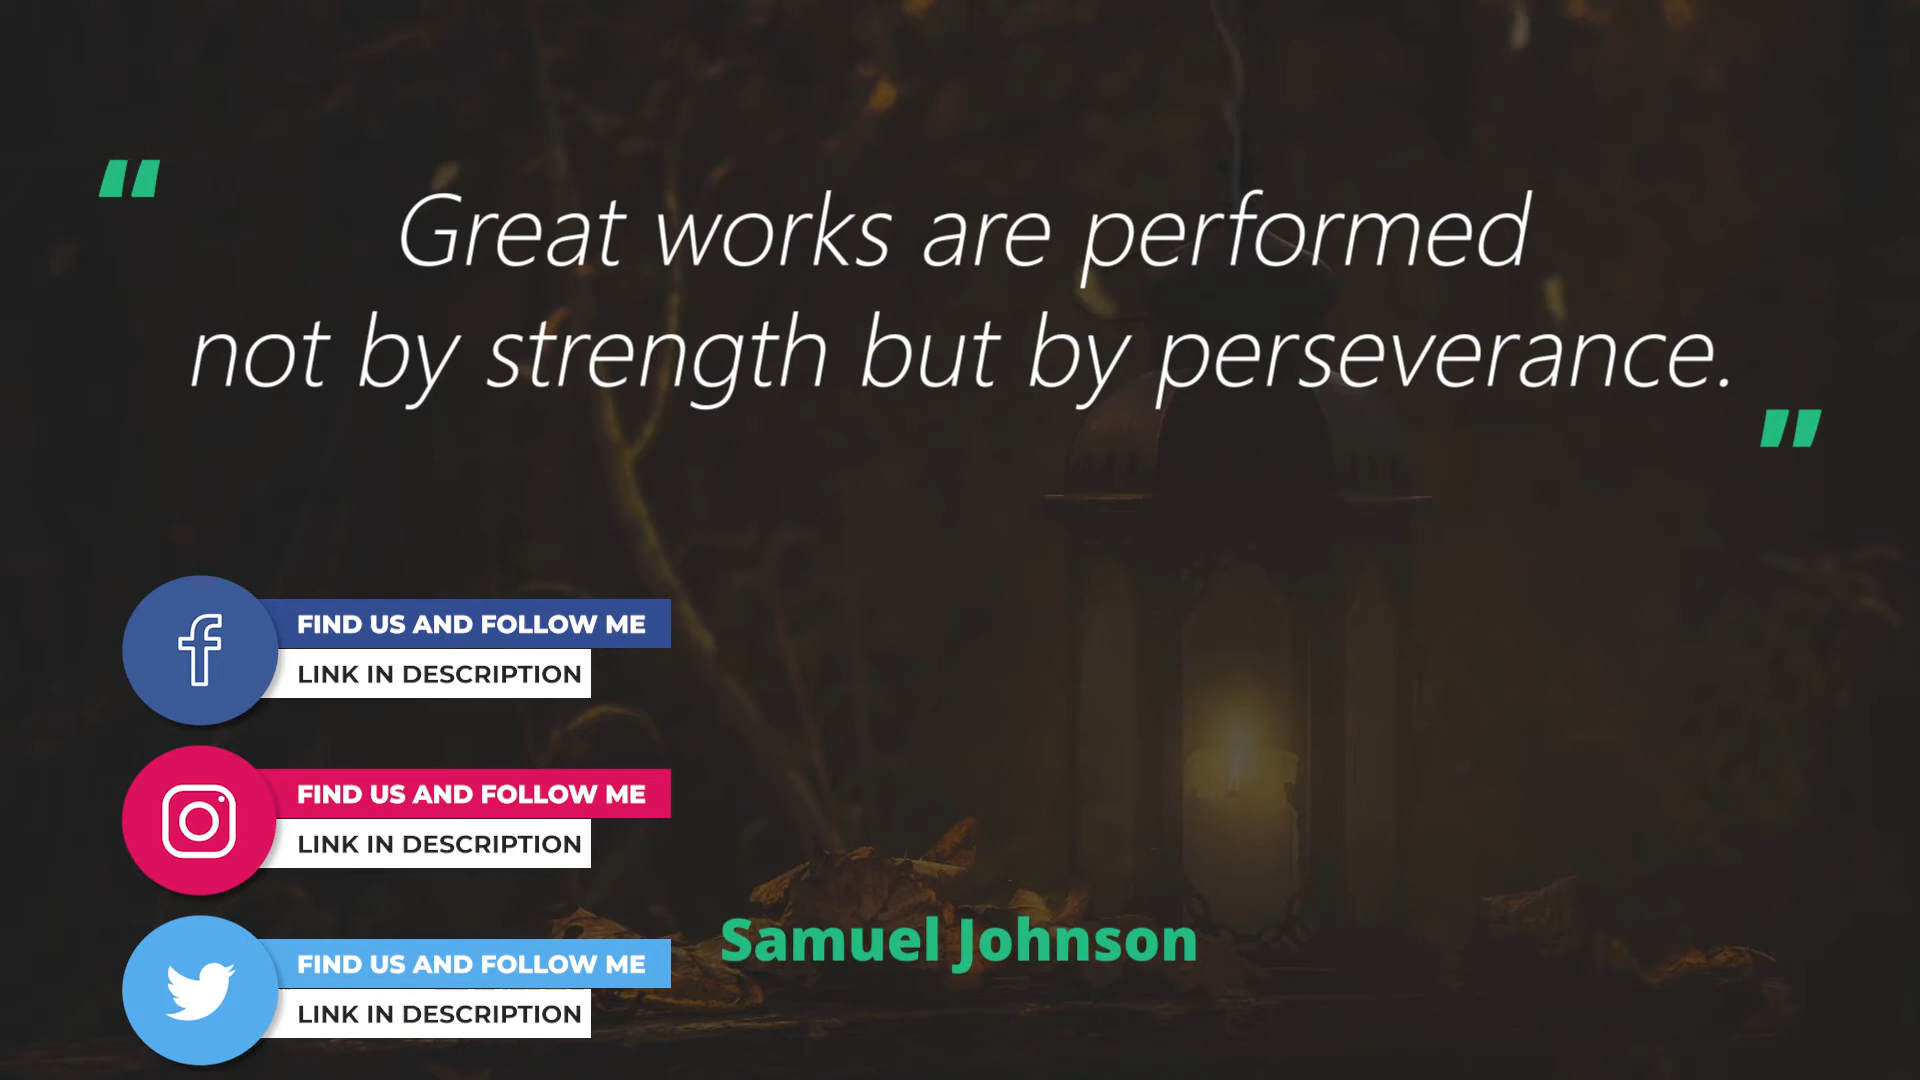 “
Great works are performed
not by strength but by perseverance.
”
FIND US AND FOLLOW ME
LINK IN DESCRIPTION
FIND US AND FOLLOW ME
LINK IN DESCRIPTION
Samuel Johnson
FIND US AND FOLLOW ME
LINK IN DESCRIPTION